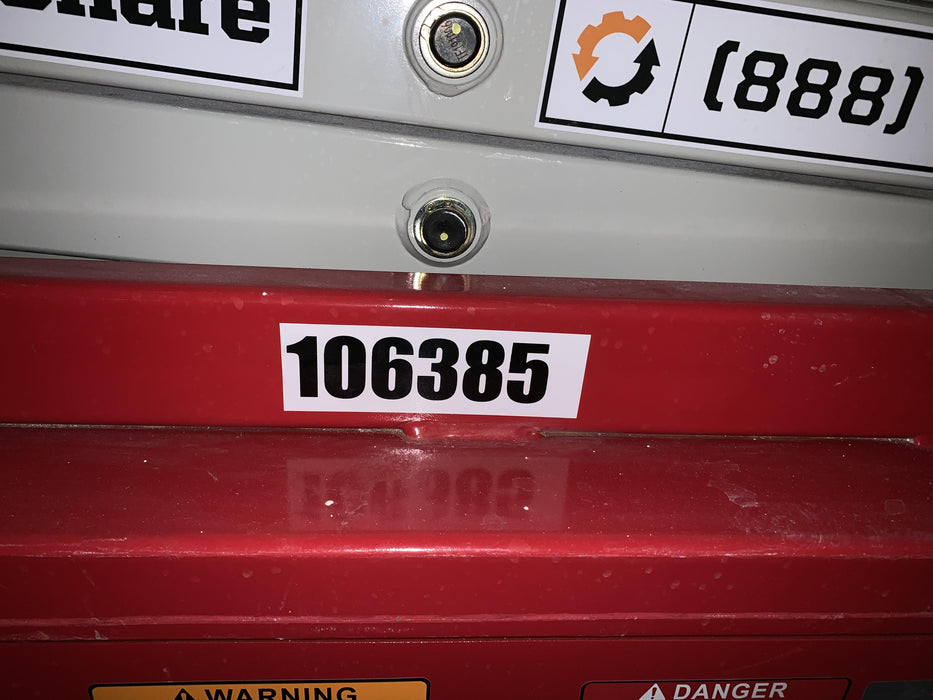 (888)
106385
WARNING
DANGER